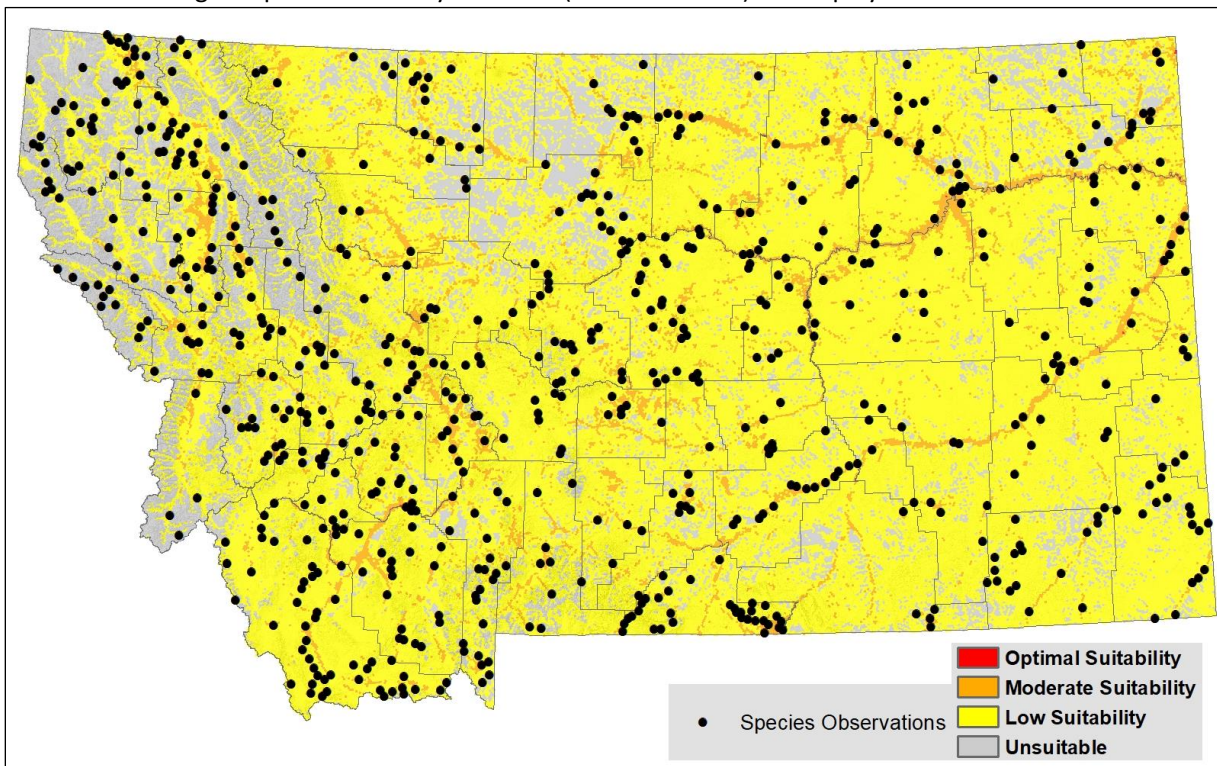 Optimal Suitability
Moderate Suitability
Species Observations
Low Suitability
Unsuitable